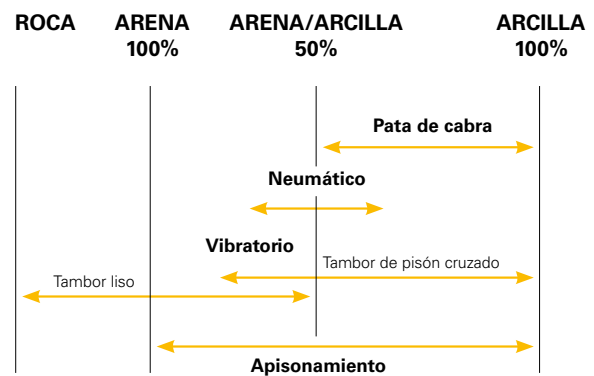 ROCA
ARENA
100%
ARENA/ARCILLA
50%
ARCILLA
100%
Pata de cabra
Neumático
Vibratorio
Tambor de pisón cruzado
Tambor liso
Apisonamiento